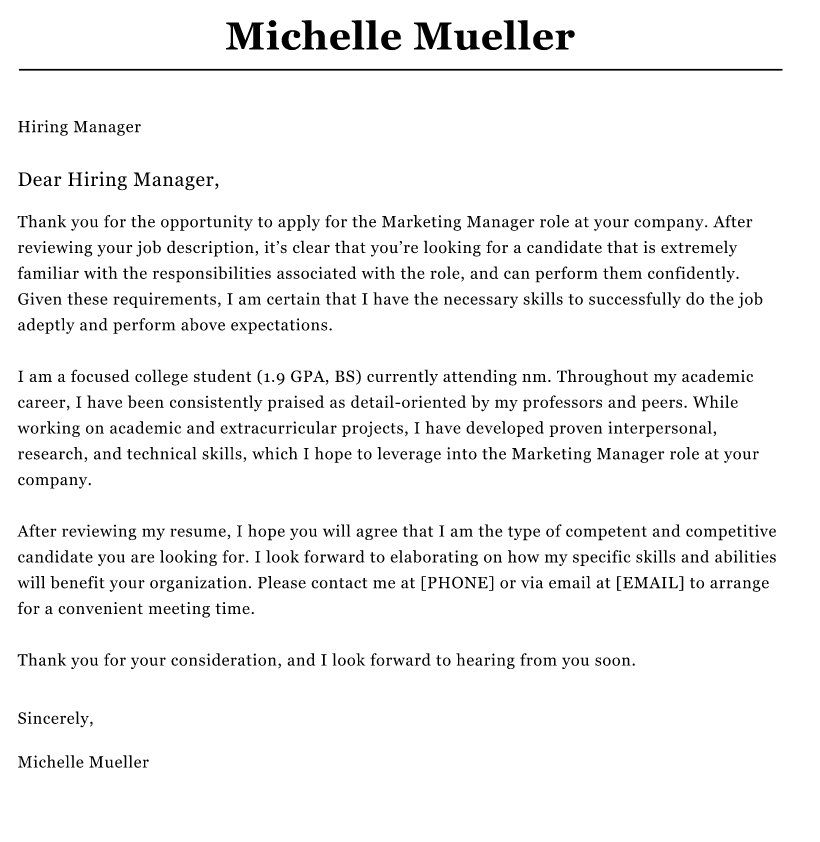 Michelle Mueller
Hiring Manager
Dear Hiring Manager,
Thank you for the opportunity to apply for the Marketing Manager role at your company. After
reviewing your job description, it’s clear that you’re looking for a candidate that is extremely
familiar with the responsibilities associated with the role, and can perform them confidently.
Given these requirements, I am certain that I have the necessary skills to successfully do the job
adeptly and perform above expectations.
I am a focused college student (1.9 GPA, BS) currently attending nm. Throughout my academic
career, I have been consistently praised as detail-oriented by my professors and peers. While
working on academic and extracurricular projects, I have developed proven interpersonal,
research, and technical skills, which I hope to leverage into the Marketing Manager role at your
company.
After reviewing my resume, I hope you will agree that I am the type of competent and competitive
candidate you are looking for. I look forward to elaborating on how my specific skills and abilities
will benefit your organization. Please contact me at [PHONE] or via email at [EMAIL] to arrange
for a convenient meeting time.
Thank you for your consideration, and I look forward to hearing from you soon.
Sincerely,
Michelle Mueller